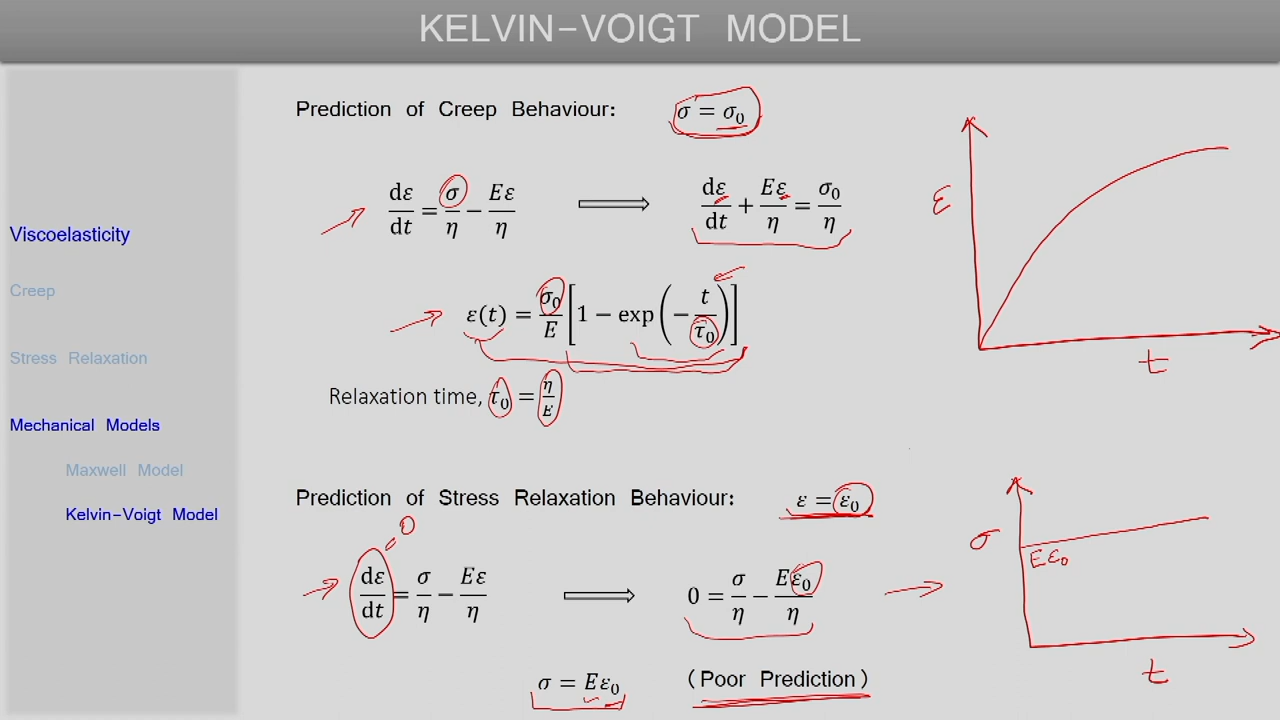 KELVIN-VOIGT MODEL
Viscoelasticity
Creep
Stress Relaxation
Mechanical Models
Maxwell Model
Kelvin-Voigt Model
Prediction of Creep Behaviour: σ = σ₀
dε/dt = σ/η − Eε/η ⟹ dε/dt + Eε/η = σ₀/η
ε(t) = σ₀/E [1 − exp(−t/τ₀)]
Relaxation time, τ₀ = η/E
ε
t
Prediction of Stress Relaxation Behaviour: ε = ε₀
0
dε/dt = σ/η − Eε/η ⟹ 0 = σ/η − Eε₀/η
σ = Eε₀ (Poor Prediction)
σ
Eε₀
t